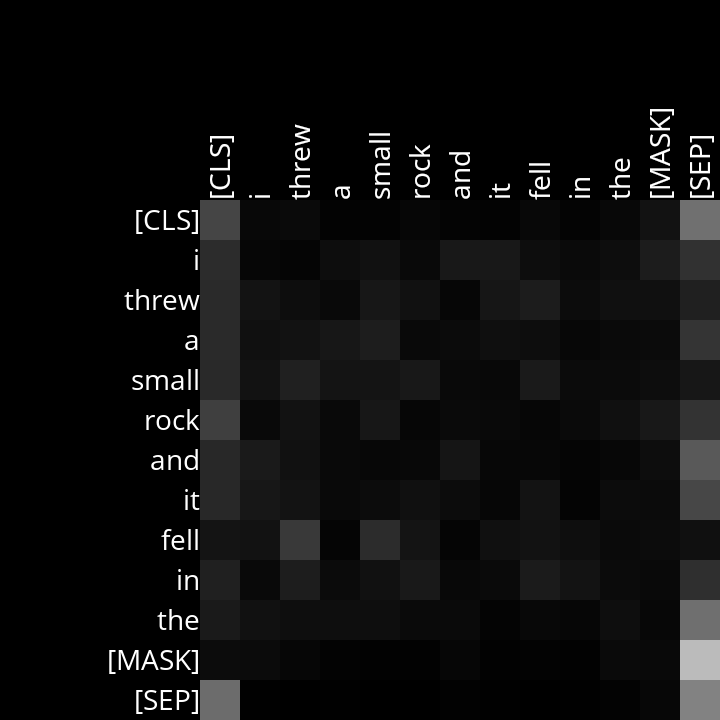 [CLS] i threw a small rock and it fell in the [MASK] [SEP]
[CLS]
i
threw
a
small
rock
and
it
fell
in
the
[MASK]
[SEP]